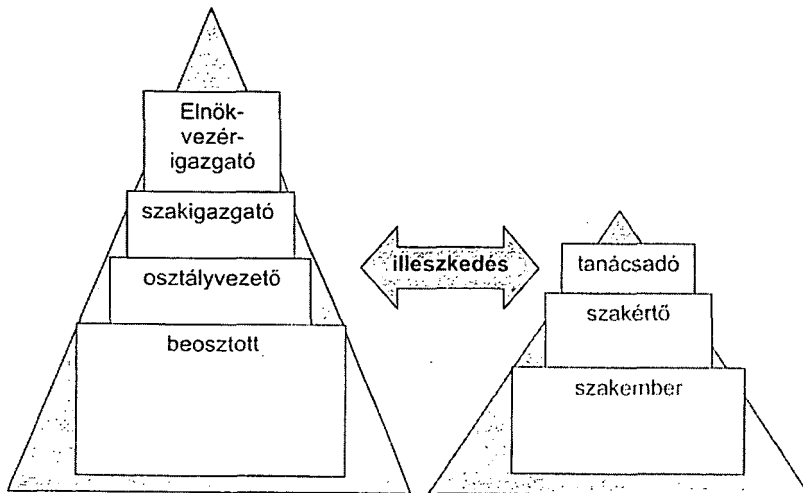 Elnök-
vezér-
igazgató
szakigazgató
osztályvezető
beosztott
illeszkedés
tanácsadó
szakértő
szakember